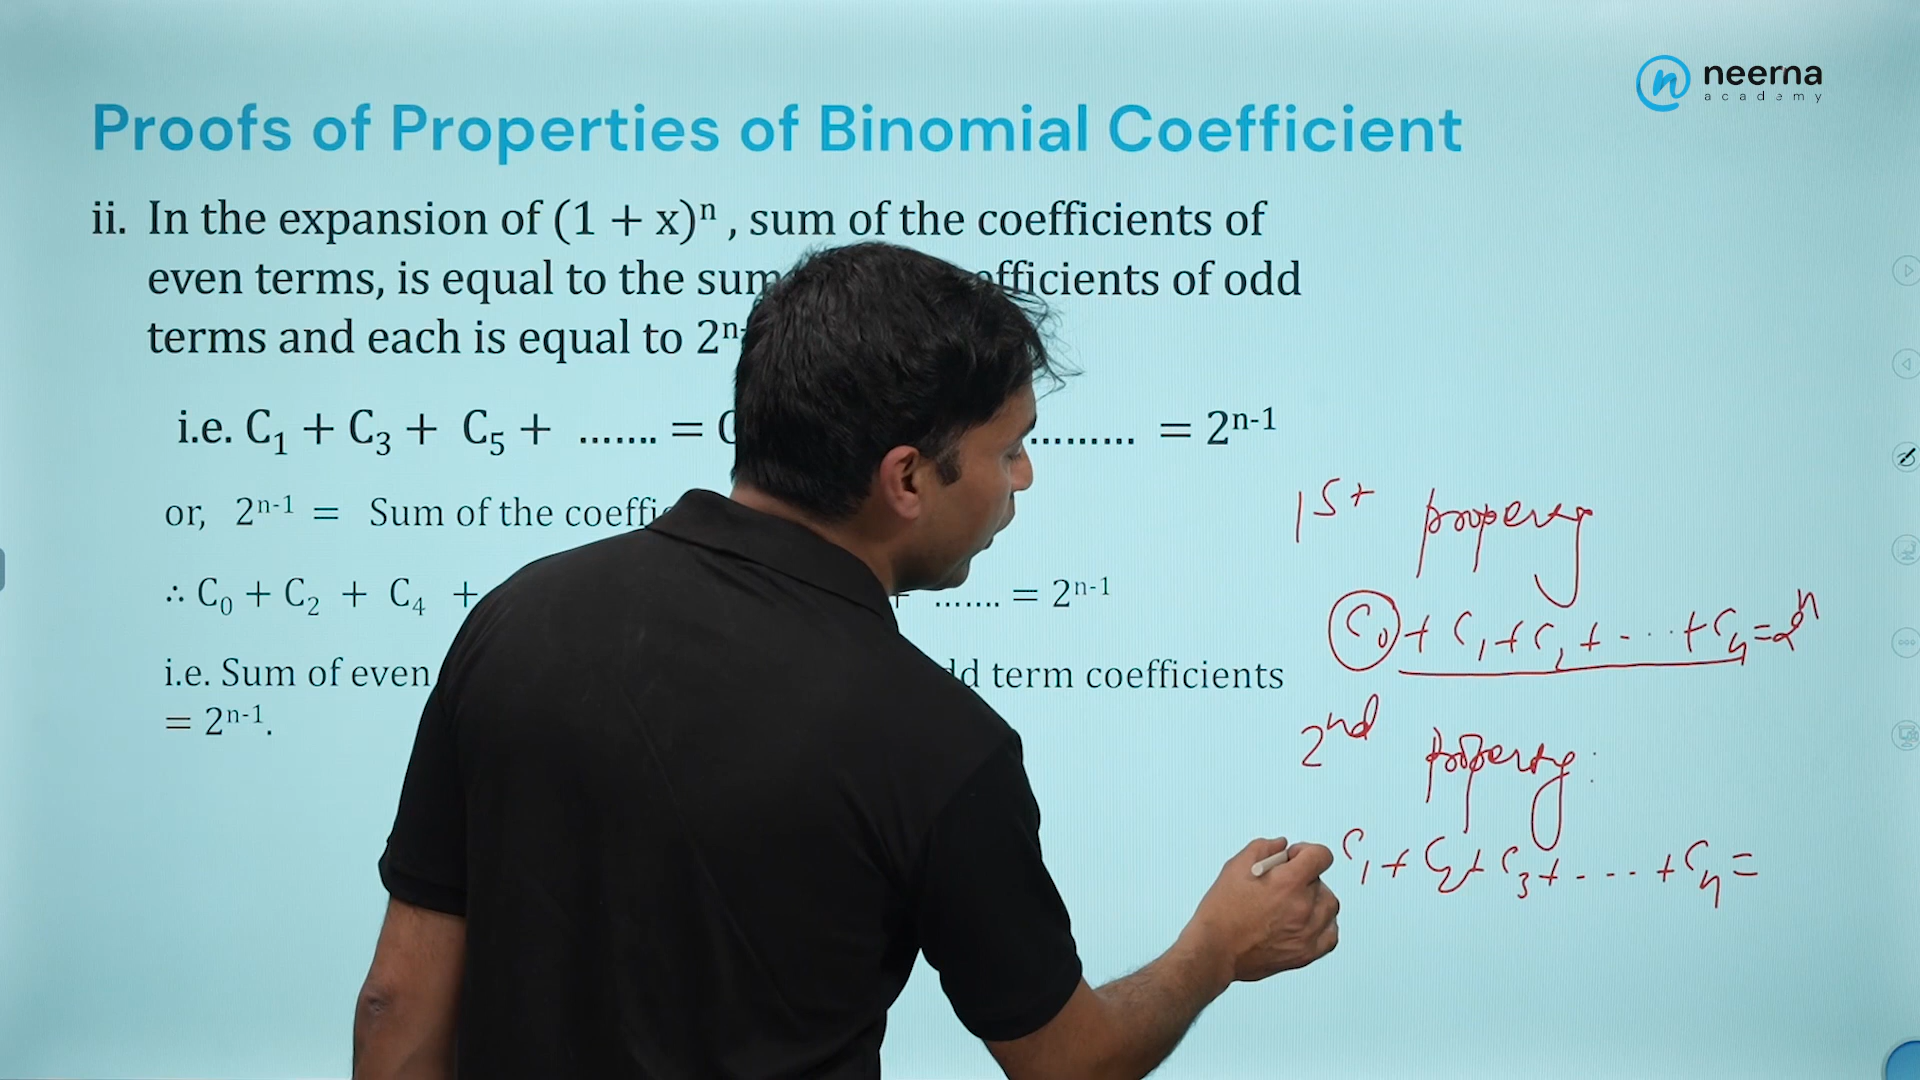 neerna
academy
Proofs of Properties of Binomial Coefficient
ii. In the expansion of (1 + x)ⁿ , sum of the coefficients of
even terms, is equal to the sum efficients of odd
terms and each is equal to 2ⁿ⁻
i.e. C₁ + C₃ + C₅ + ....... = C ......... = 2ⁿ⁻¹
or, 2ⁿ⁻¹ = Sum of the coeffic
∴ C₀ + C₂ + C₄ + + ....... = 2ⁿ⁻¹
i.e. Sum of even dd term coefficients
= 2ⁿ⁻¹.
1st property
C₀ + C₁ + C₂ + - . . . + Cₙ = 2ⁿ
2nd property:
C₁ + C₂ + C₃ + - - - + Cₙ =